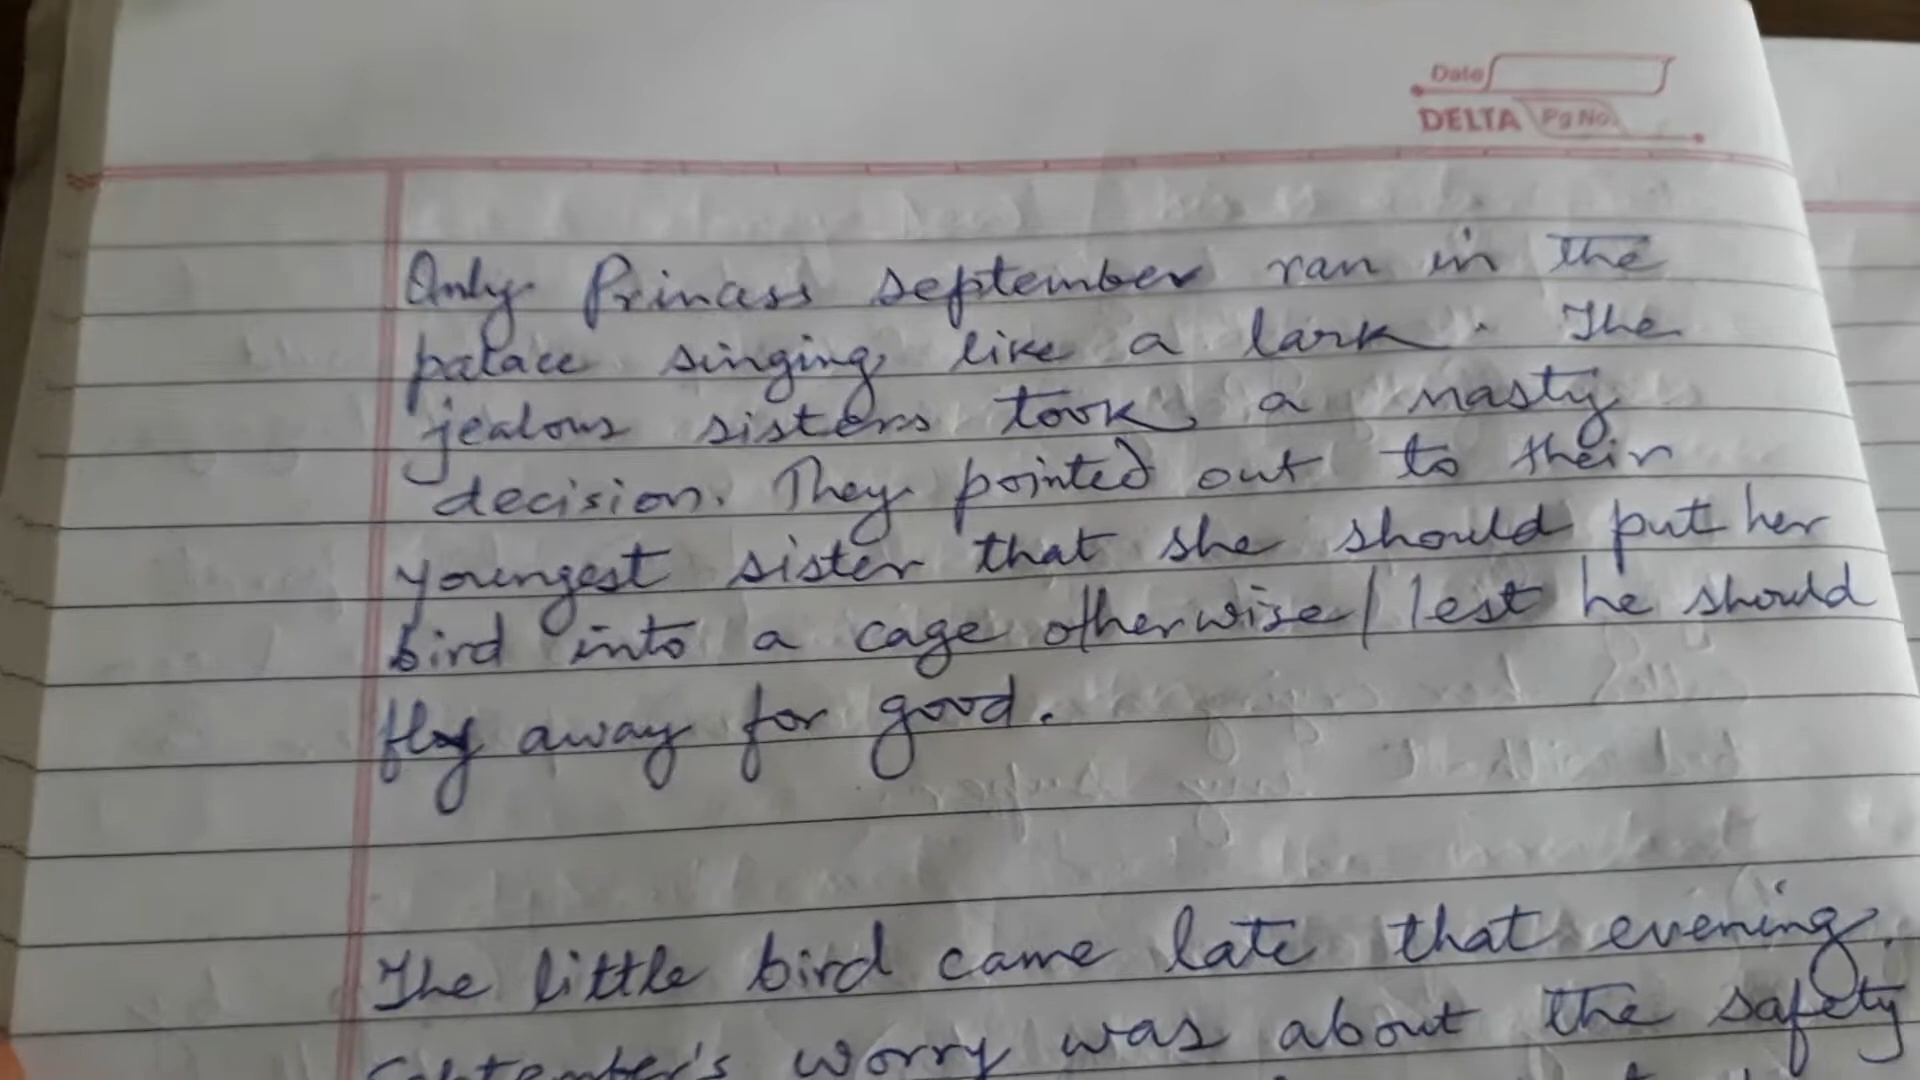 Date
DELTA Pg No.
Only Princess september ran in the
palace singing like a lark. The
jealous sisters took a nasty
decision. They pointed out to their
youngest sister that she should put her
bird into a cage otherwise/lest he should
fly away for good.
The little bird came late that evening.
September's worry was about the safety